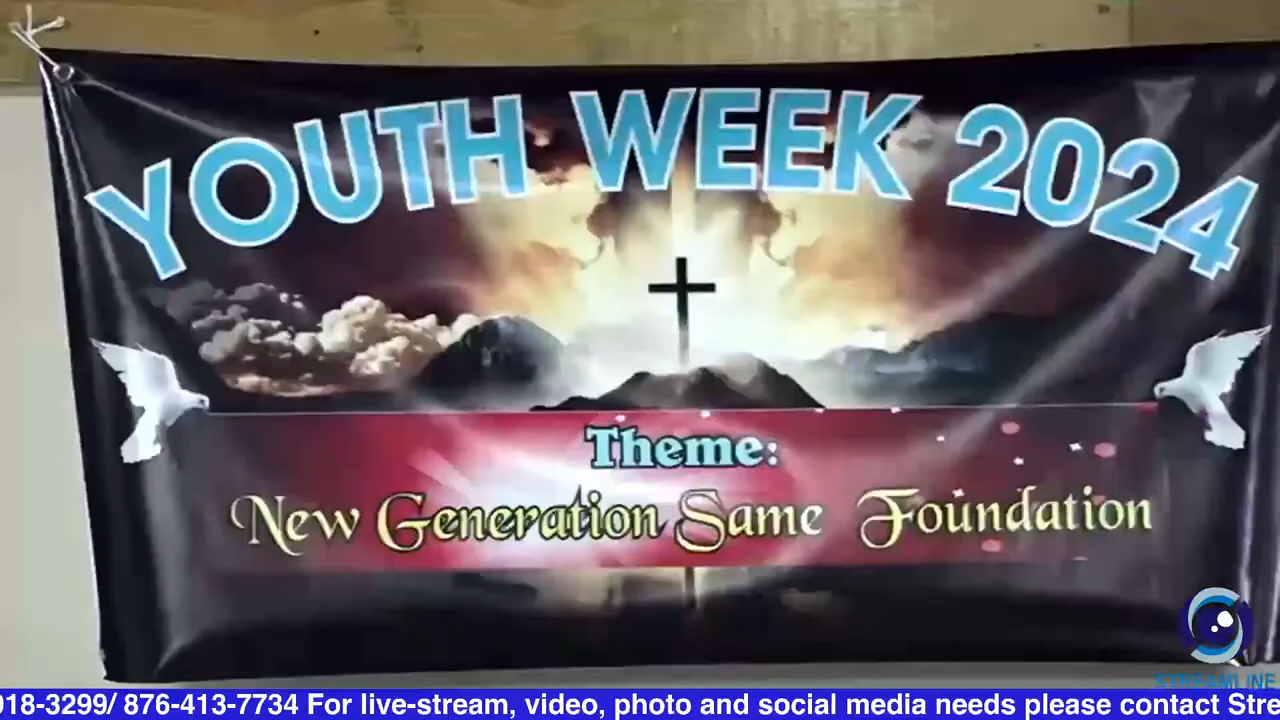 YOUTH WEEK 2024
Theme:
New Generation Same Foundation
STREAMLINE
918-3299/ 876-413-7734 For live-stream, video, photo and social media needs please contact Stre